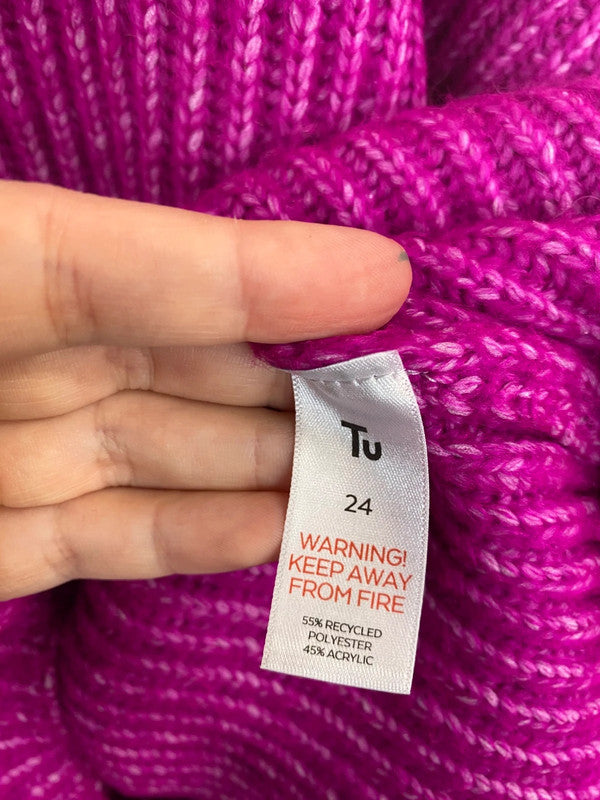 Tu
24
WARNING!
KEEP AWAY
FROM FIRE
55% RECYCLED
POLYESTER
45% ACRYLIC